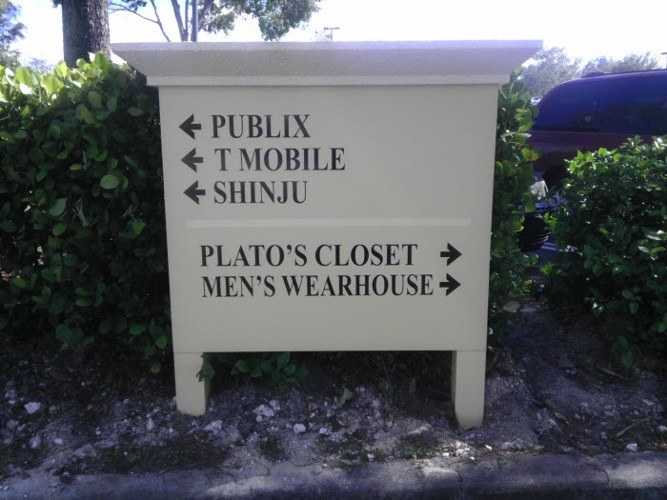 ← PUBLIX
← T MOBILE
← SHINJU
PLATO'S CLOSET →
MEN'S WEARHOUSE →